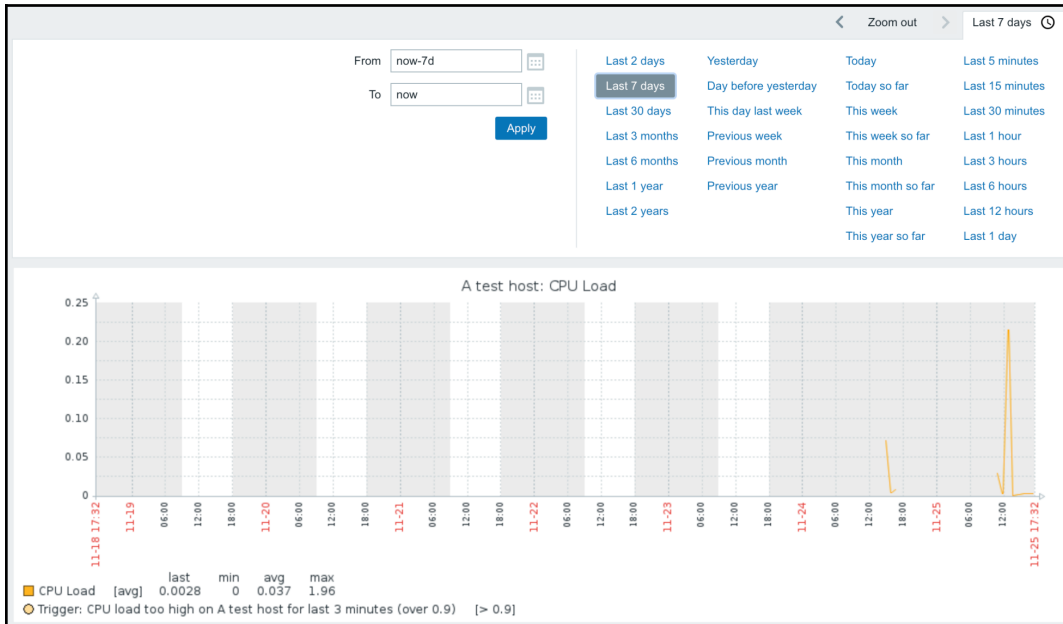 Zoom out
Last 7 days
From now-7d
To now
Apply
Last 2 days Yesterday Today Last 5 minutes
Last 7 days Day before yesterday Today so far Last 15 minutes
Last 30 days This day last week This week Last 30 minutes
Last 3 months Previous week This week so far Last 1 hour
Last 6 months Previous month This month Last 3 hours
Last 1 year Previous year This month so far Last 6 hours
Last 2 years This year Last 12 hours
This year so far Last 1 day
A test host: CPU Load
0.25
0.20
0.15
0.10
0.05
0
11-18 17:32
11-19
06:00
12:00
18:00
11-20
06:00
12:00
18:00
11-21
06:00
12:00
18:00
11-22
06:00
12:00
18:00
11-23
06:00
12:00
18:00
11-24
06:00
12:00
18:00
11-25
06:00
12:00
11-25 17:32
last min avg max
CPU Load [avg] 0.0028 0 0.037 1.96
Trigger: CPU load too high on A test host for last 3 minutes (over 0.9) [> 0.9]